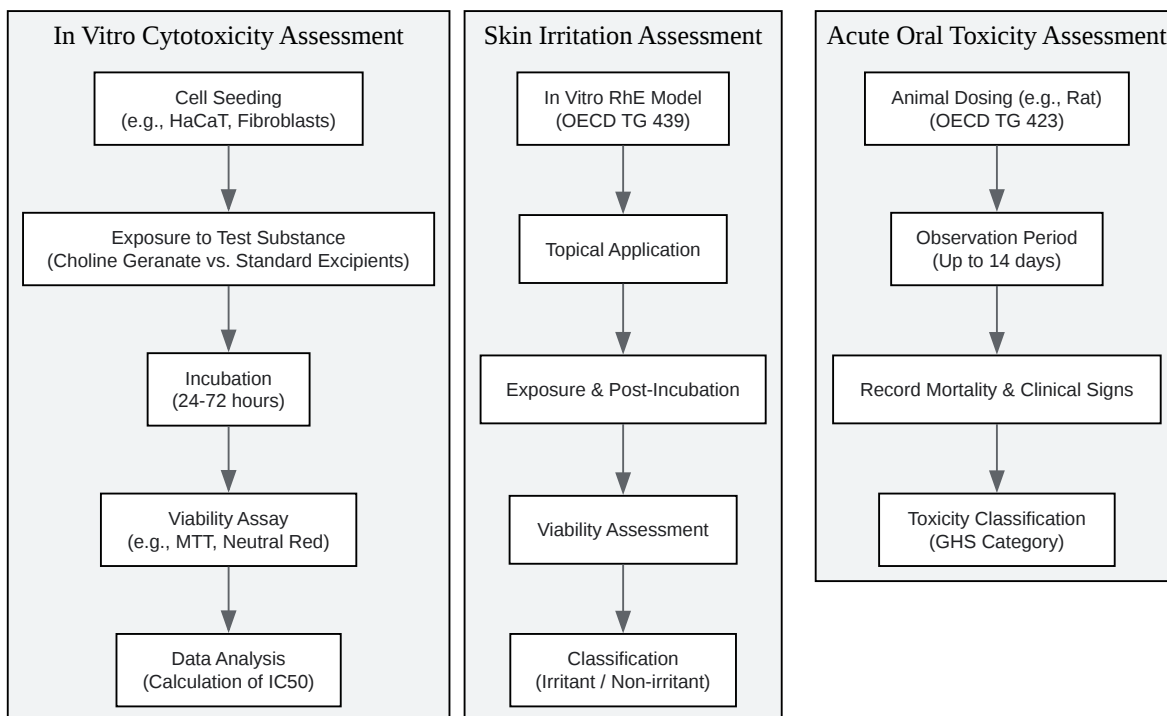 In Vitro Cytotoxicity Assessment
Cell Seeding
(e.g., HaCaT, Fibroblasts)
Exposure to Test Substance
(Choline Geranate vs. Standard Excipients)
Incubation
(24-72 hours)
Viability Assay
(e.g., MTT, Neutral Red)
Data Analysis
(Calculation of IC50)
Skin Irritation Assessment
In Vitro RhE Model
(OECD TG 439)
Topical Application
Exposure & Post-Incubation
Viability Assessment
Classification
(Irritant / Non-irritant)
Acute Oral Toxicity Assessment
Animal Dosing (e.g., Rat)
(OECD TG 423)
Observation Period
(Up to 14 days)
Record Mortality & Clinical Signs
Toxicity Classification
(GHS Category)